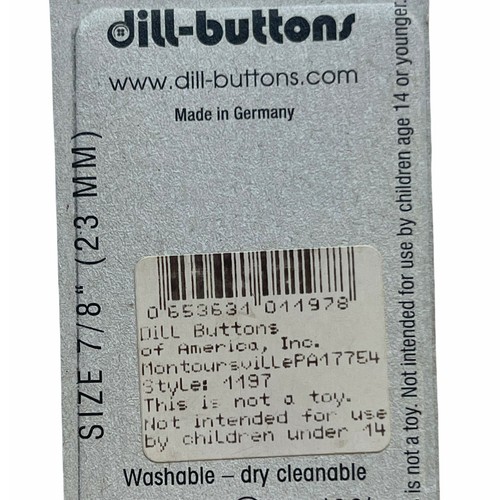 dill-buttons
www.dill-buttons.com
Made in Germany
SIZE 7/8" (23 MM)
is not a toy. Not intended for use by children age 14 or younger.
0 653634 011978
Dill Buttons
of America, Inc.
MontoursvillePA17754
Style: 1197
This is not a toy.
Not intended for use
by children under 14
Washable – dry cleanable